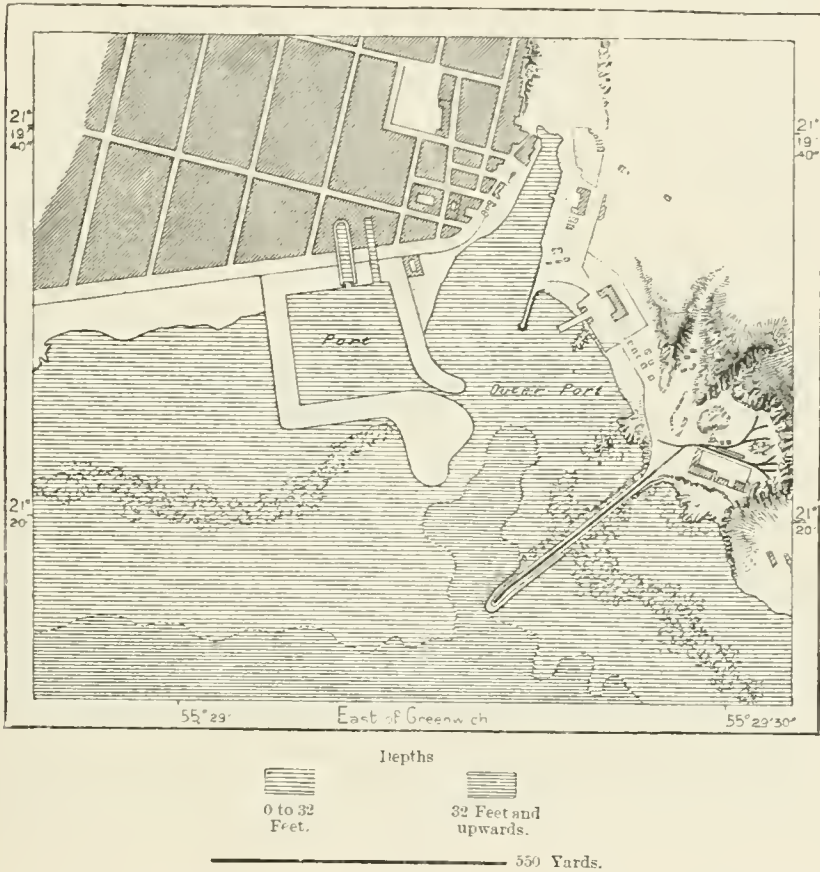 21°
19'
40"
21°
19'
40"
Port
Outer Port
21°
20'
21°
20'
55°29'
East of Greenwich
55°29'30"
Depths
0 to 32
Feet.
32 Feet and
upwards.
550 Yards.